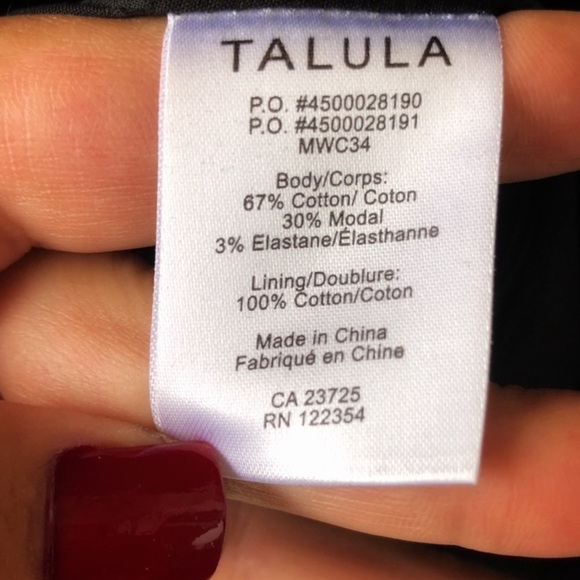 TALULA
P.O. #4500028190
P.O. #4500028191
MWC34
Body/Corps:
67% Cotton/ Coton
30% Modal
3% Elastane/Élasthanne
Lining/Doublure:
100% Cotton/Coton
Made in China
Fabriqué en Chine
CA 23725
RN 122354